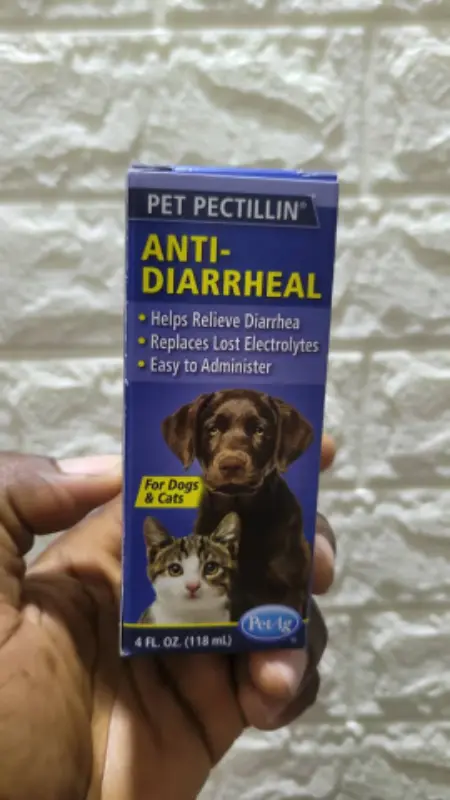 PET PECTILLIN®
ANTI-
DIARRHEAL
• Helps Relieve Diarrhea
• Replaces Lost Electrolytes
• Easy to Administer
For Dogs
& Cats
PetAg
®
4 FL. OZ. (118 mL)